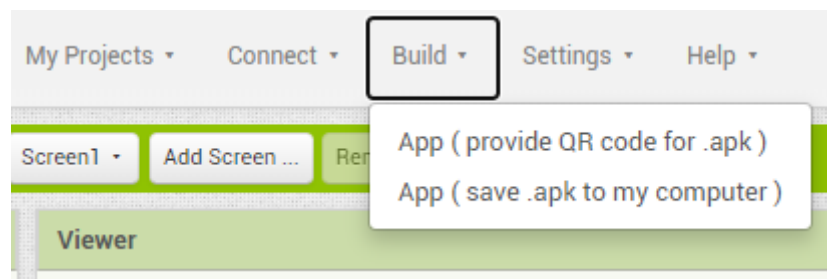 My Projects Connect Build Settings Help
App ( provide QR code for .apk )
Screen1 Add Screen ...
App ( save .apk to my computer )
Viewer